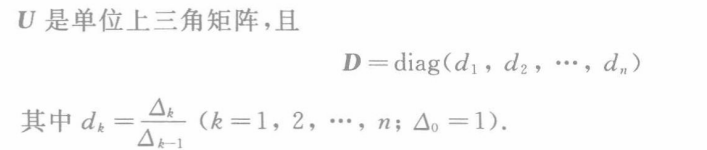 U 是单位上三角矩阵,且
D=diag(d₁, d₂, ⋯, dₙ)
其中 dₖ = Δₖ/Δₖ₋₁ (k=1, 2, ⋯, n; Δ₀=1).